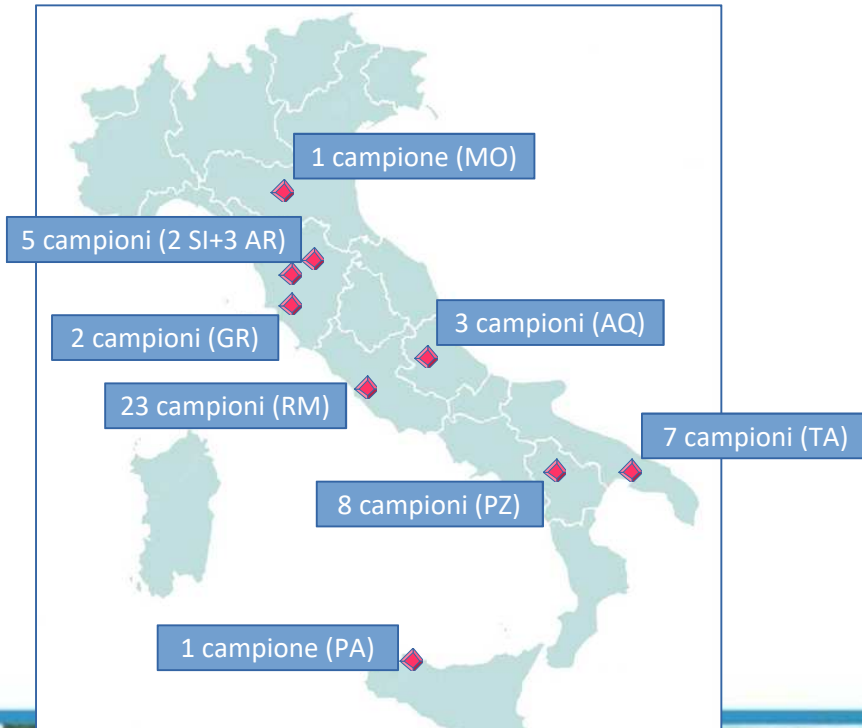 1 campione (MO)
5 campioni (2 SI+3 AR)
2 campioni (GR)
3 campioni (AQ)
23 campioni (RM)
7 campioni (TA)
8 campioni (PZ)
1 campione (PA)